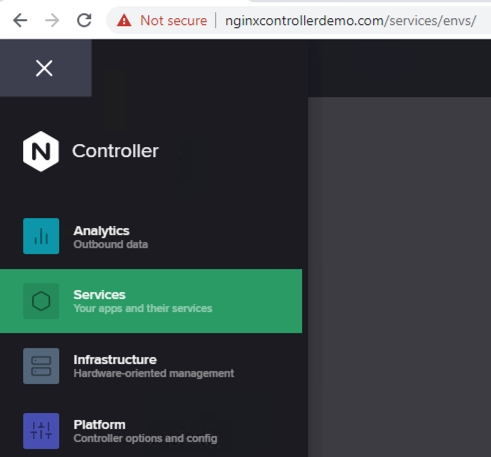 Not secure | nginxcontrollerdemo.com/services/envs/
N Controller
Analytics
Outbound data
Services
Your apps and their services
Infrastructure
Hardware-oriented management
Platform
Controller options and config